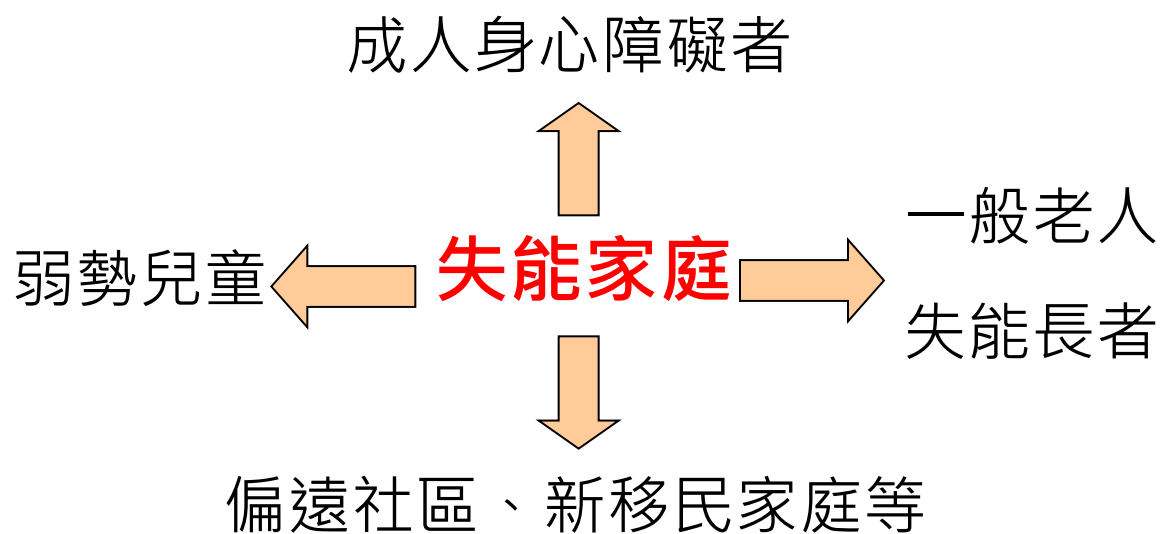 成人身心障礙者
一般老人
弱勢兒童
失能家庭
失能長者
偏遠社區、新移民家庭等